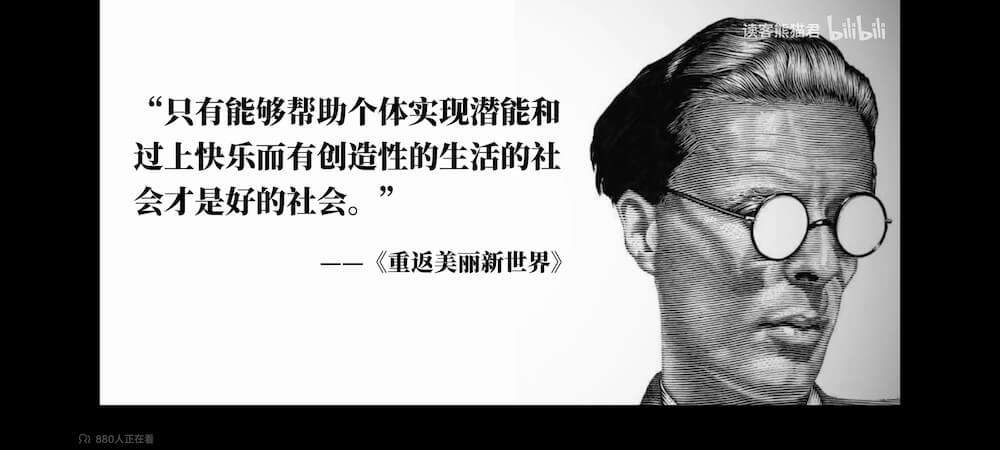 读客熊猫君 bilibili
“只有能够帮助个体实现潜能和
过上快乐而有创造性的生活的社
会才是好的社会。”
——《重返美丽新世界》
880人正在看